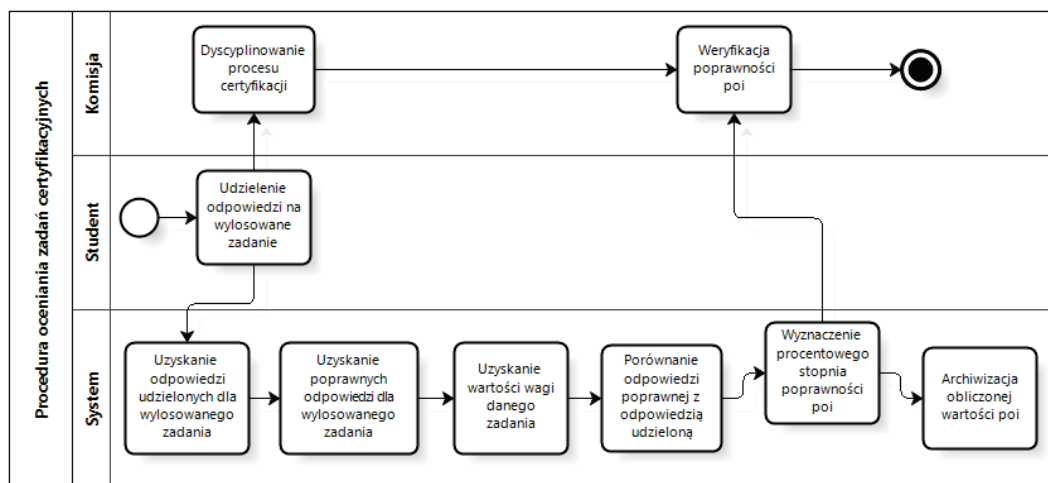 Procedura oceniania zadań certyfikacyjnych
Komisja
Dyscyplinowanie
procesu
certyfikacji
Weryfikacja
poprawności
poi
Student
Udzielenie
odpowiedzi na
wylosowane
zadanie
System
Uzyskanie
odpowiedzi
udzielonych dla
wylosowanego
zadania
Uzyskanie
poprawnych
odpowiedzi dla
wylosowanego
zadania
Uzyskanie
wartości wagi
danego
zadania
Porównanie
odpowiedzi
poprawnej z
odpowiedzią
udzieloną
Wyznaczenie
procentowego
stopnia
poprawności
poi
Archiwizacja
obliczonej
wartości poi